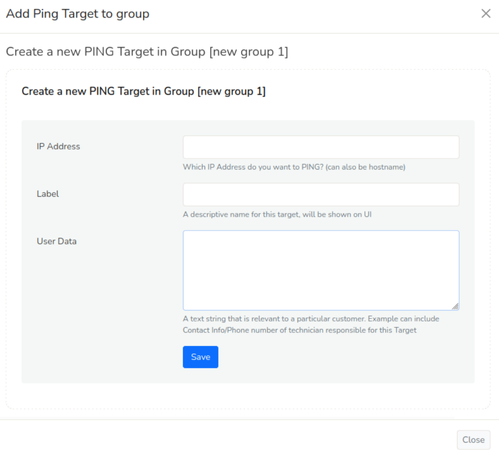 Add Ping Target to group
Create a new PING Target in Group [new group 1]
Create a new PING Target in Group [new group 1]
IP Address
Which IP Address do you want to PING? (can also be hostname)
Label
A descriptive name for this target, will be shown on UI
User Data
A text string that is relevant to a particular customer. Example can include
Contact Info/Phone number of technician responsible for this Target
Save
Close